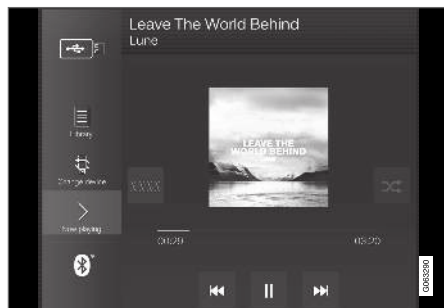 Leave The World Behind
Lune
Library
LEAVE THE
WORLD BEHIND
Change device
XXXX
Now playing
00:29
03:20
G063290